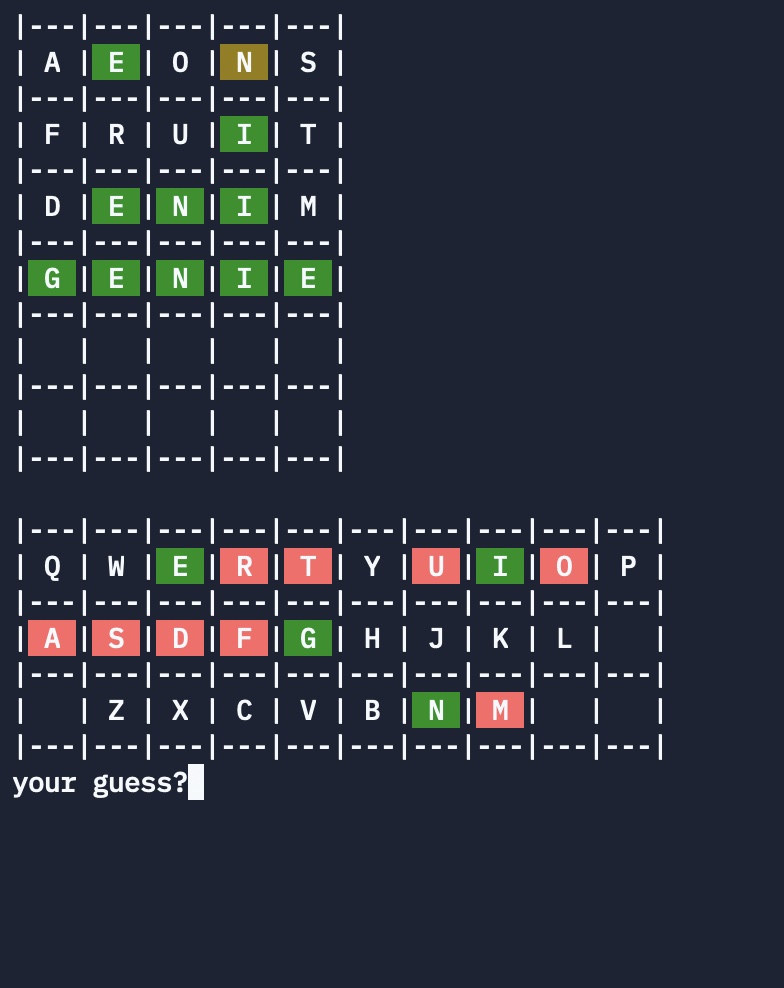 |---|---|---|---|---|
| A | E | O | N | S |
|---|---|---|---|---|
| F | R | U | I | T |
|---|---|---|---|---|
| D | E | N | I | M |
|---|---|---|---|---|
| G | E | N | I | E |
|---|---|---|---|---|
|   |   |   |   |   |
|---|---|---|---|---|
|   |   |   |   |   |
|---|---|---|---|---|
|---|---|---|---|---|---|---|---|---|---|
| Q | W | E | R | T | Y | U | I | O | P |
|---|---|---|---|---|---|---|---|---|---|
| A | S | D | F | G | H | J | K | L |   |
|---|---|---|---|---|---|---|---|---|---|
|   | Z | X | C | V | B | N | M |   |   |
|---|---|---|---|---|---|---|---|---|---|
your guess?